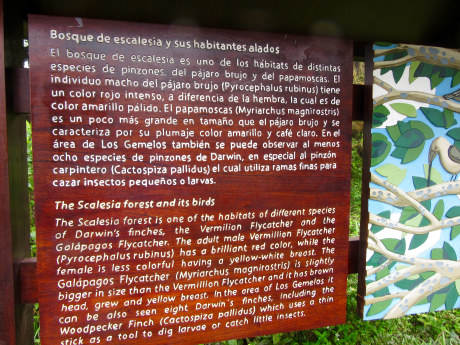 Bosque de escalesia y sus habitantes alados
El bosque de escalesia es uno de los hábitats de distintas
especies de pinzones, del pájaro brujo y del papamoscas. El
individuo macho del pájaro brujo (Pyrocephalus rubinus) tiene
un color rojo intenso, a diferencia de la hembra, la cual es de
color amarillo pálido. El papamoscas (Myriarchus magnirostris)
es un poco más grande en tamaño que el pájaro brujo y se
caracteriza por su plumaje color amarillo y café claro. En el
área de Los Gemelos también se puede observar al menos
ocho especies de pinzones de Darwin, en especial al pinzón
carpintero (Cactospiza pallidus) el cual utiliza ramas finas para
cazar insectos pequeños o larvas.
The Scalesia forest and its birds
The Scalesia forest is one of the habitats of different species
of Darwin's finches, the Vermilion Flycatcher and the
Galápagos Flycatcher. The adult male Vermillion Flycatcher
(Pyrocephalus rubinus) has a brilliant red color, while the
female is less colorful having a yellow-white breast. The
Galápagos Flycatcher (Myriarchus magnirostris) is slightly
bigger in size than the Vermillion Flycatcher and it has brown
head, grew and yellow breast. In the area of Los Gemelos it
can be also seen eight Darwin´s finches, including the
Woodpecker Finch (Cactospiza pallidus) which uses a thin
stick as a tool to dig larvae or catch little insects.